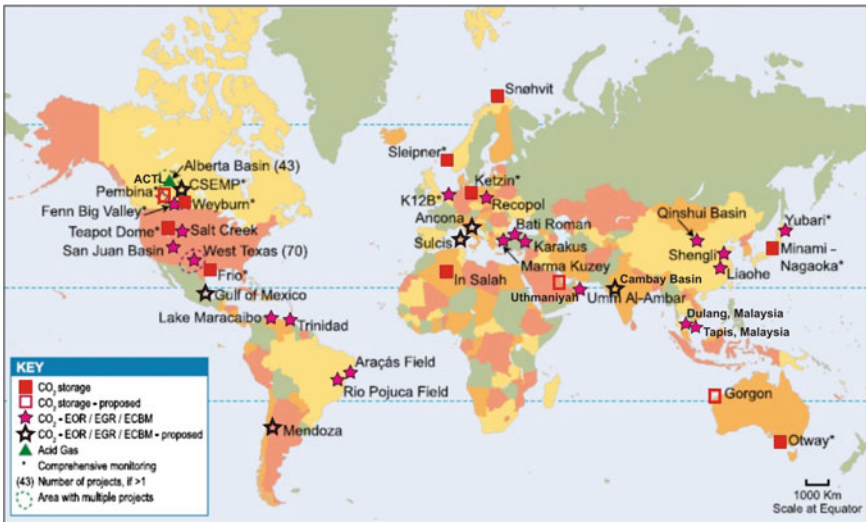 Snøhvit
Sleipner*
ACTL
Alberta Basin (43)
CSEMP*
Pembina*
Weyburn*
Fenn Big Valley*
Teapot Dome*
Salt Creek
San Juan Basin
West Texas (70)
Frio*
Gulf of Mexico
Lake Maracaibo
Trinidad
Araçás Field
Rio Pojuca Field
Mendoza
Ketzin*
K12B*
Recopol
Ancona
Bati Roman
Sulcis
Karakus
Marma Kuzey
In Salah
Uthmaniyah
Umm Al-Ambar
Cambay Basin
Qinshui Basin
Yubari*
Shengli
Minami -
Nagaoka*
Liaohe
Dulang, Malaysia
Tapis, Malaysia
Gorgon
Otway*
KEY
CO₂ storage
CO₂ storage - proposed
CO₂ - EOR / EGR / ECBM
CO₂ - EOR / EGR / ECBM - proposed
Acid Gas
* Comprehensive monitoring
(43) Number of projects, if >1
Area with multiple projects
1000 Km
Scale at Equator